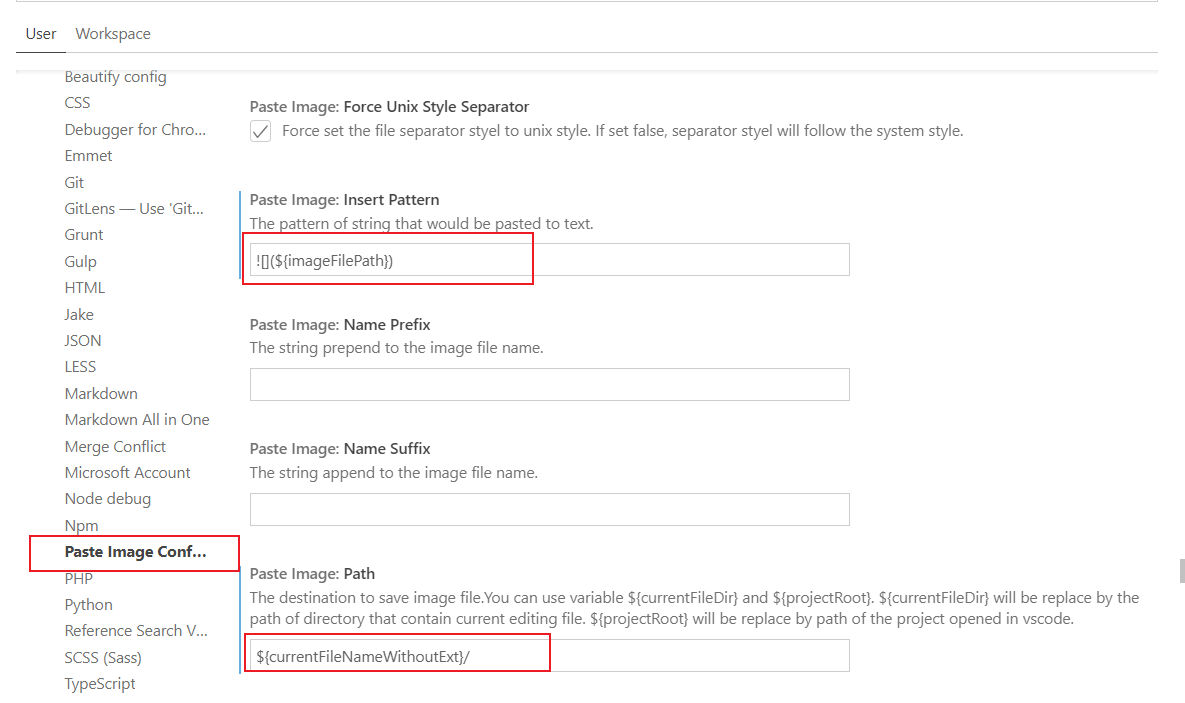 User Workspace
Beautify config
CSS
Debugger for Chro...
Emmet
Git
GitLens — Use 'Git...
Grunt
Gulp
HTML
Jake
JSON
LESS
Markdown
Markdown All in One
Merge Conflict
Microsoft Account
Node debug
Npm
Paste Image Conf...
PHP
Python
Reference Search V...
SCSS (Sass)
TypeScript
Paste Image: Force Unix Style Separator
Force set the file separator styel to unix style. If set false, separator styel will follow the system style.
Paste Image: Insert Pattern
The pattern of string that would be pasted to text.
![](${imageFilePath})
Paste Image: Name Prefix
The string prepend to the image file name.
Paste Image: Name Suffix
The string append to the image file name.
Paste Image: Path
The destination to save image file.You can use variable ${currentFileDir} and ${projectRoot}. ${currentFileDir} will be replace by the
path of directory that contain current editing file. ${projectRoot} will be replace by path of the project opened in vscode.
${currentFileNameWithoutExt}/